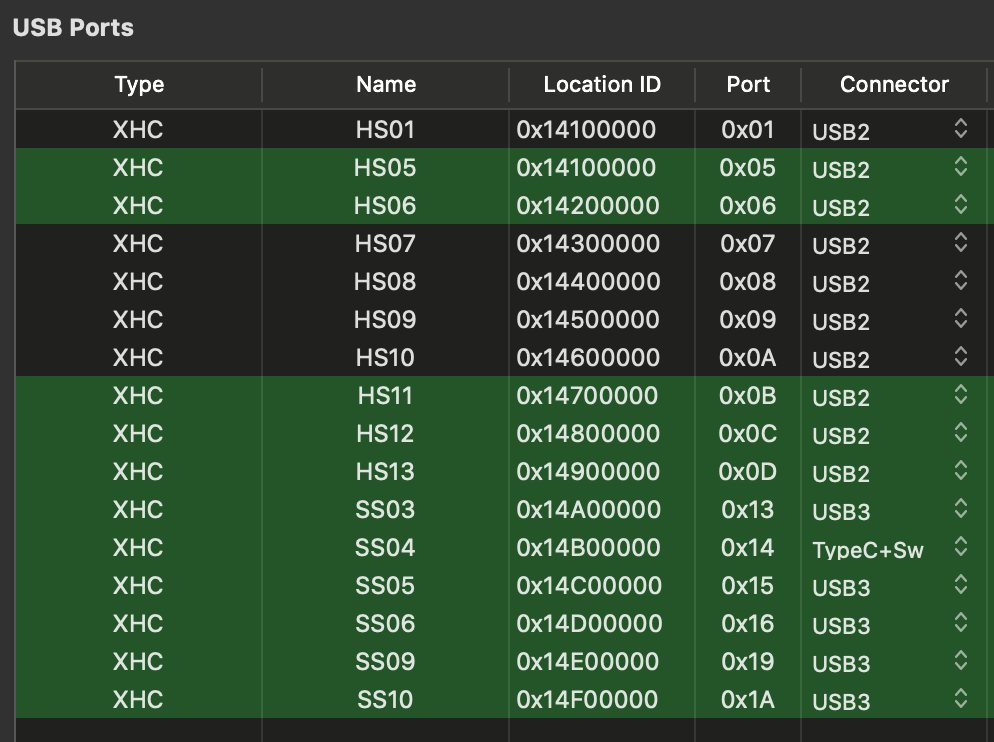 USB Ports
Type Name Location ID Port Connector
XHC HS01 0x14100000 0x01 USB2
XHC HS05 0x14100000 0x05 USB2
XHC HS06 0x14200000 0x06 USB2
XHC HS07 0x14300000 0x07 USB2
XHC HS08 0x14400000 0x08 USB2
XHC HS09 0x14500000 0x09 USB2
XHC HS10 0x14600000 0x0A USB2
XHC HS11 0x14700000 0x0B USB2
XHC HS12 0x14800000 0x0C USB2
XHC HS13 0x14900000 0x0D USB2
XHC SS03 0x14A00000 0x13 USB3
XHC SS04 0x14B00000 0x14 TypeC+Sw
XHC SS05 0x14C00000 0x15 USB3
XHC SS06 0x14D00000 0x16 USB3
XHC SS09 0x14E00000 0x19 USB3
XHC SS10 0x14F00000 0x1A USB3